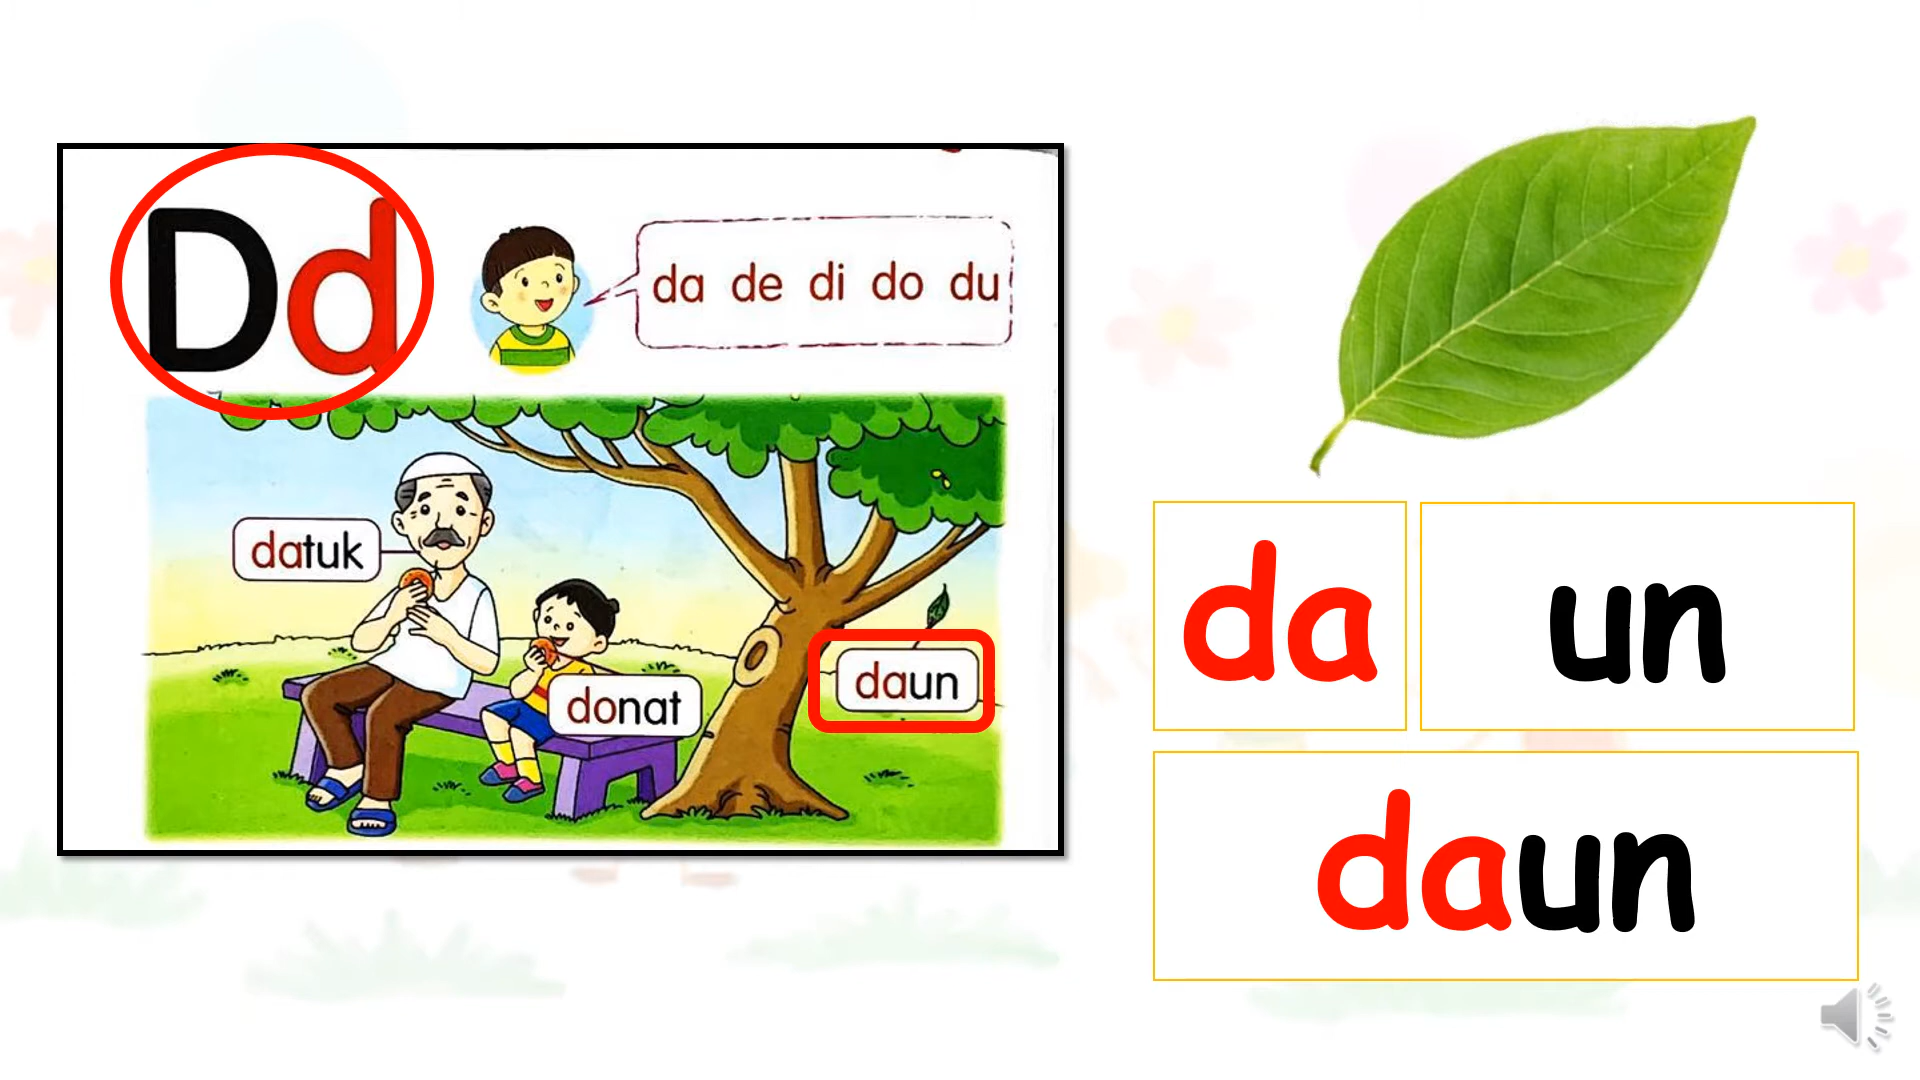 Dd
da de di do du
datuk
donat
daun
da un
daun